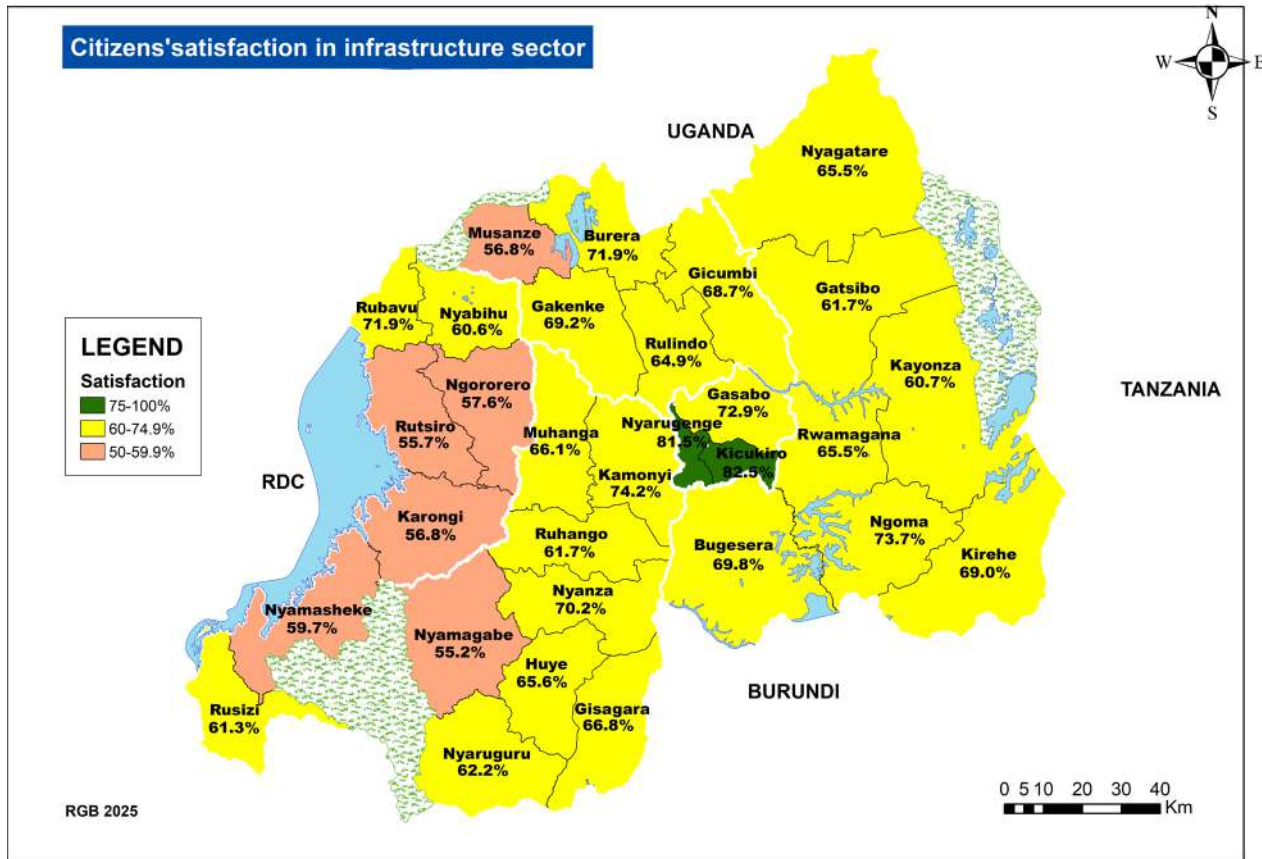 Citizens'satisfaction in infrastructure sector
N
W
E
S
UGANDA
Nyagatare
65.5%
Musanze
56.8%
Burera
71.9%
Gicumbi
68.7%
Gatsibo
61.7%
Rubavu
71.9%
Nyabihu
60.6%
Gakenke
69.2%
Rulindo
64.9%
Kayonza
60.7%
TANZANIA
LEGEND
Satisfaction
75-100%
60-74.9%
50-59.9%
Ngororero
57.6%
Rutsiro
55.7%
Muhanga
66.1%
Gasabo
72.9%
Nyarugenge
81.5%
Kicukiro
82.5%
Rwamagana
65.5%
RDC
Kamonyi
74.2%
Karongi
56.8%
Ruhango
61.7%
Bugesera
69.8%
Ngoma
73.7%
Kirehe
69.0%
Nyamasheke
59.7%
Nyanza
70.2%
Nyamagabe
55.2%
Huye
65.6%
BURUNDI
Rusizi
61.3%
Gisagara
66.8%
Nyaruguru
62.2%
RGB 2025
0 5 10 20 30 40
Km